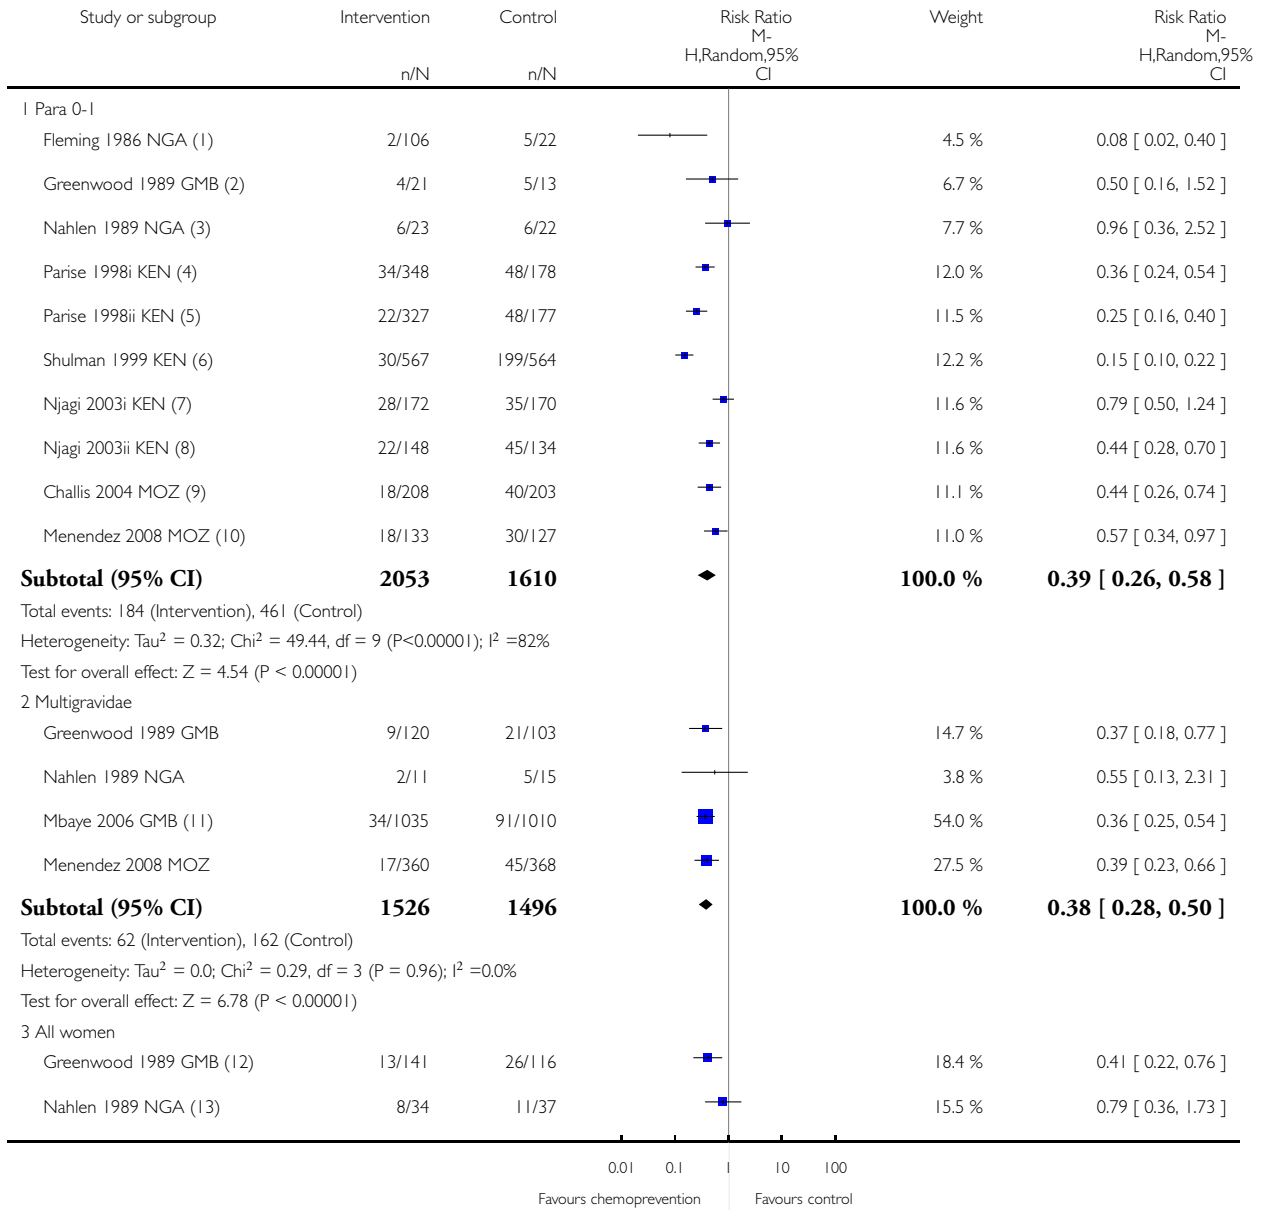 Study or subgroup Intervention Control Risk Ratio Weight Risk Ratio
M- M-
H,Random,95% H,Random,95%
n/N n/N CI CI
1 Para 0-1
Fleming 1986 NGA (1) 2/106 5/22 4.5 % 0.08 [ 0.02, 0.40 ]
Greenwood 1989 GMB (2) 4/21 5/13 6.7 % 0.50 [ 0.16, 1.52 ]
Nahlen 1989 NGA (3) 6/23 6/22 7.7 % 0.96 [ 0.36, 2.52 ]
Parise 1998i KEN (4) 34/348 48/178 12.0 % 0.36 [ 0.24, 0.54 ]
Parise 1998ii KEN (5) 22/327 48/177 11.5 % 0.25 [ 0.16, 0.40 ]
Shulman 1999 KEN (6) 30/567 199/564 12.2 % 0.15 [ 0.10, 0.22 ]
Njagi 2003i KEN (7) 28/172 35/170 11.6 % 0.79 [ 0.50, 1.24 ]
Njagi 2003ii KEN (8) 22/148 45/134 11.6 % 0.44 [ 0.28, 0.70 ]
Challis 2004 MOZ (9) 18/208 40/203 11.1 % 0.44 [ 0.26, 0.74 ]
Menendez 2008 MOZ (10) 18/133 30/127 11.0 % 0.57 [ 0.34, 0.97 ]
Subtotal (95% CI) 2053 1610 100.0 % 0.39 [ 0.26, 0.58 ]
Total events: 184 (Intervention), 461 (Control)
Heterogeneity: Tau² = 0.32; Chi² = 49.44, df = 9 (P<0.00001); I² =82%
Test for overall effect: Z = 4.54 (P < 0.00001)
2 Multigravidae
Greenwood 1989 GMB 9/120 21/103 14.7 % 0.37 [ 0.18, 0.77 ]
Nahlen 1989 NGA 2/11 5/15 3.8 % 0.55 [ 0.13, 2.31 ]
Mbaye 2006 GMB (11) 34/1035 91/1010 54.0 % 0.36 [ 0.25, 0.54 ]
Menendez 2008 MOZ 17/360 45/368 27.5 % 0.39 [ 0.23, 0.66 ]
Subtotal (95% CI) 1526 1496 100.0 % 0.38 [ 0.28, 0.50 ]
Total events: 62 (Intervention), 162 (Control)
Heterogeneity: Tau² = 0.0; Chi² = 0.29, df = 3 (P = 0.96); I² =0.0%
Test for overall effect: Z = 6.78 (P < 0.00001)
3 All women
Greenwood 1989 GMB (12) 13/141 26/116 18.4 % 0.41 [ 0.22, 0.76 ]
Nahlen 1989 NGA (13) 8/34 11/37 15.5 % 0.79 [ 0.36, 1.73 ]
0.01 0.1 1 10 100
Favours chemoprevention Favours control